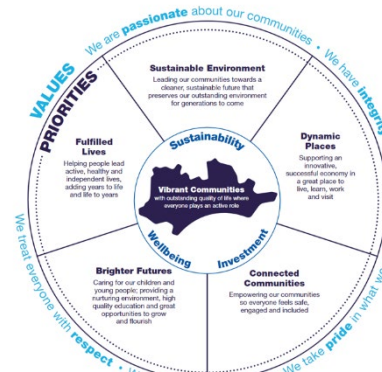 We are passionate about our communities •
We have integrity
VALUES
PRIORITIES
Sustainable Environment
Leading our communities towards a
cleaner, sustainable future that
preserves our outstanding environment
for generations to come
Fulfilled
Lives
Helping people lead
active, healthy and
independent lives,
adding years to life
and life to years
Dynamic
Places
Supporting an
innovative,
successful economy in
a great place to
live, learn, work
and visit
Sustainability
Vibrant Communities
with outstanding quality of life where
everyone plays an active role
Wellbeing
Investment
Brighter Futures
Caring for our children and
young people; providing a
nurturing environment, high
quality education and great
opportunities to grow
and flourish
Connected
Communities
Empowering our communities
so everyone feels safe,
engaged and included
We treat everyone with respect •
We take pride in what we